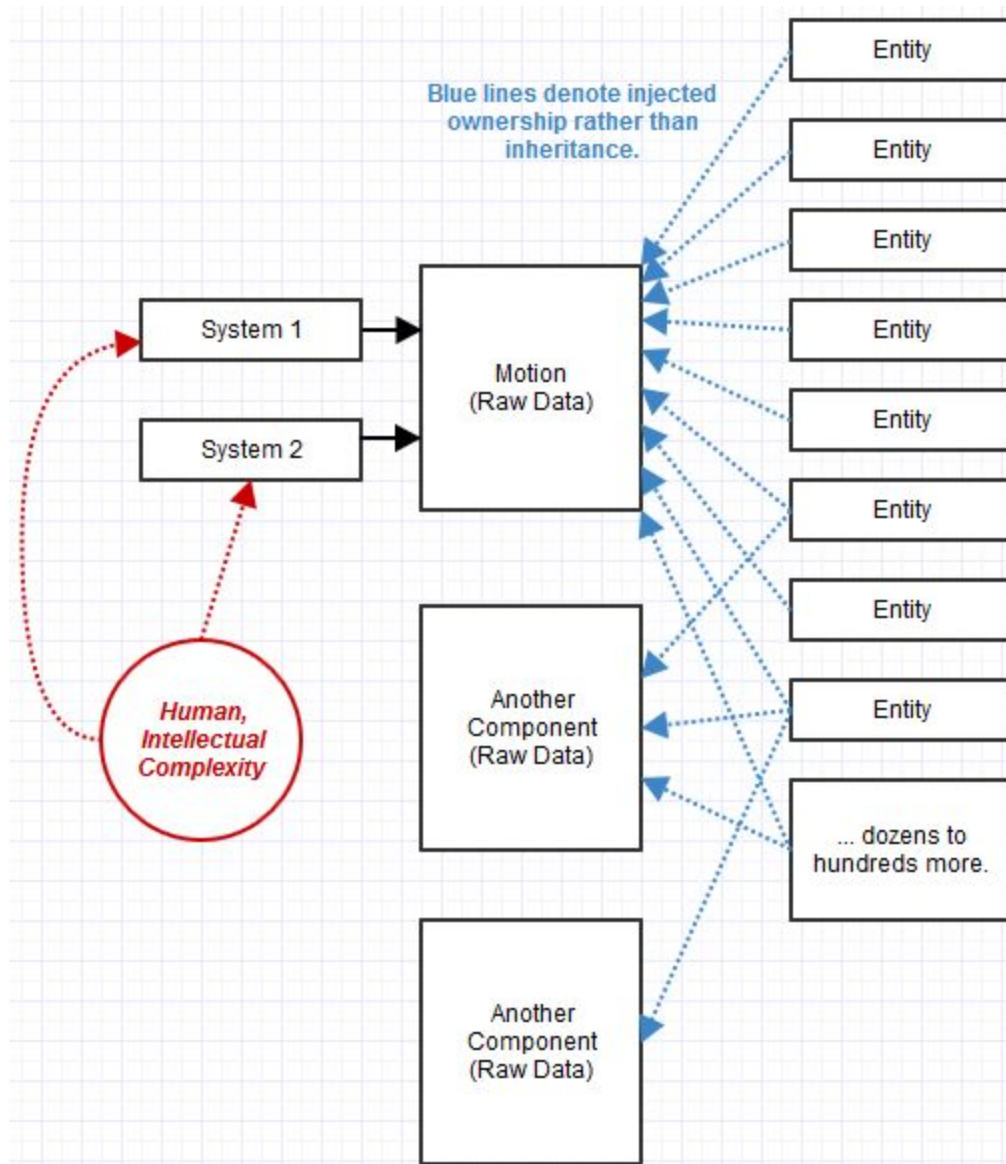 Entity
Blue lines denote injected
ownership rather than
inheritance.
Entity
Entity
System 1
Entity
Motion
(Raw Data)
Entity
System 2
Entity
Entity
Human,
Intellectual
Complexity
Another
Component
(Raw Data)
Entity
... dozens to
hundreds more.
Another
Component
(Raw Data)